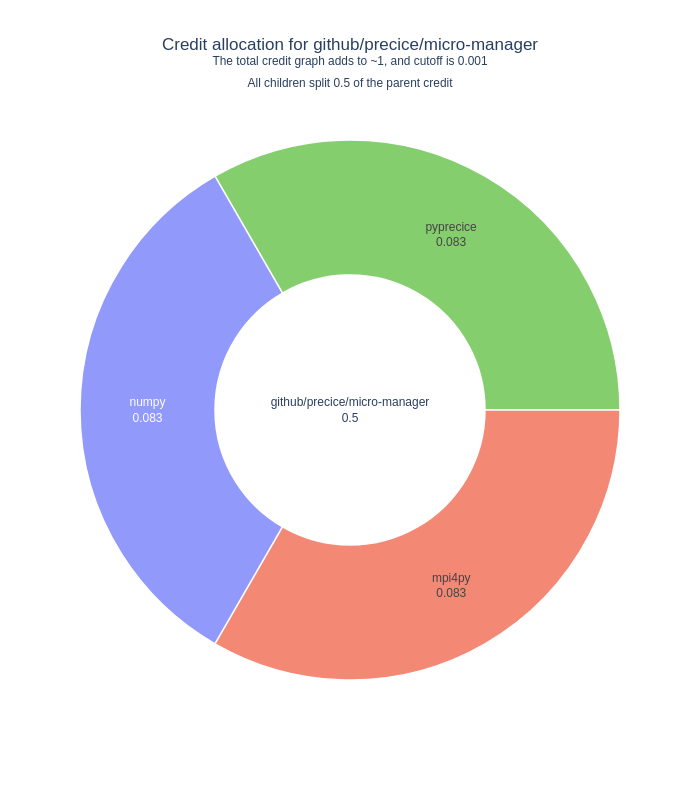 Credit allocation for github/precice/micro-manager
The total credit graph adds to ~1, and cutoff is 0.001
All children split 0.5 of the parent credit
pyprecice
0.083
numpy
0.083
github/precice/micro-manager
0.5
mpi4py
0.083